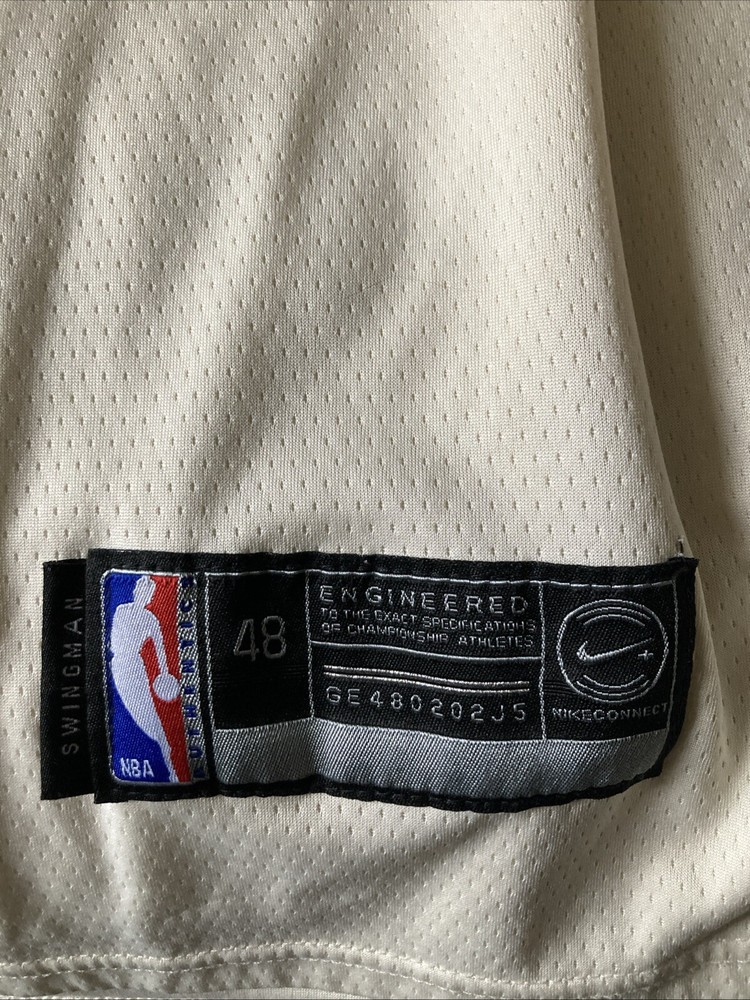 SWINGMAN
NBA
AUTHENTICS
48
ENGINEERED
TO THE EXACT SPECIFICATIONS
OF CHAMPIONSHIP ATHLETES
GE480202J5
NIKECONNECT